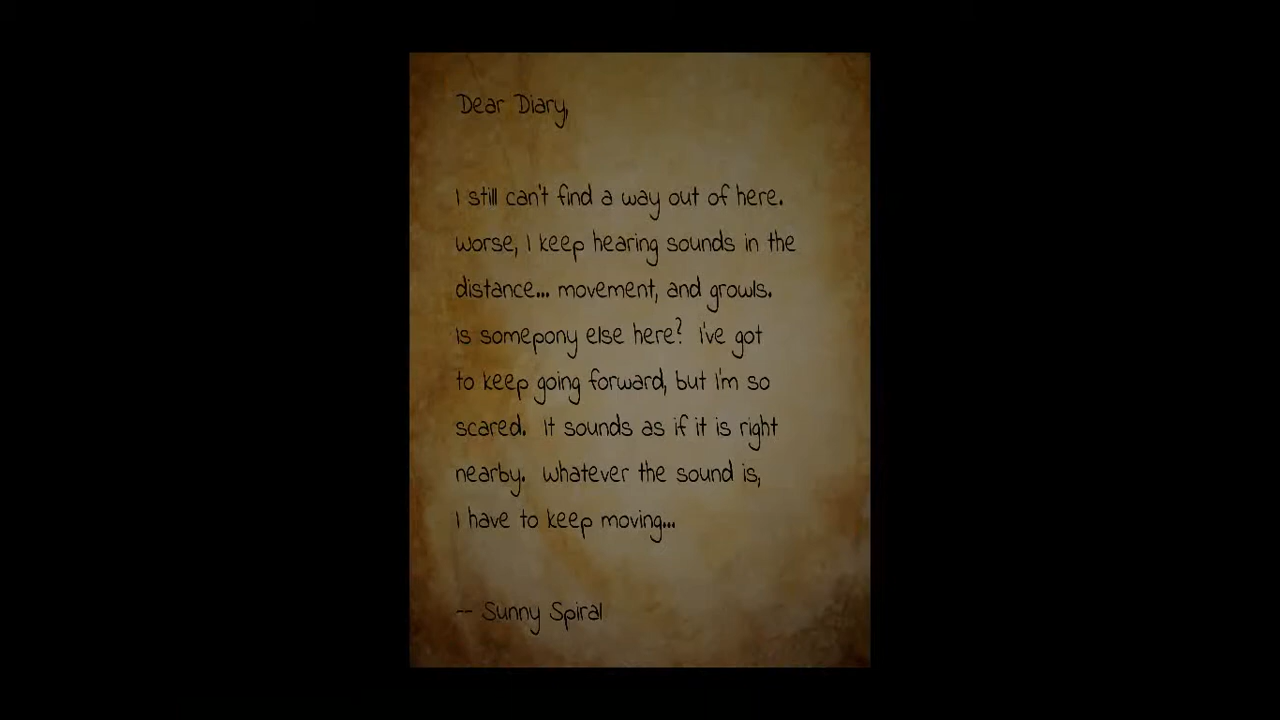 Dear Diary,
I still can't find a way out of here.
Worse, I keep hearing sounds in the
distance... movement, and growls.
Is somepony else here?  I've got
to keep going forward, but I'm so
scared.  It sounds as if it is right
nearby.  Whatever the sound is,
I have to keep moving...
-- Sunny Spiral